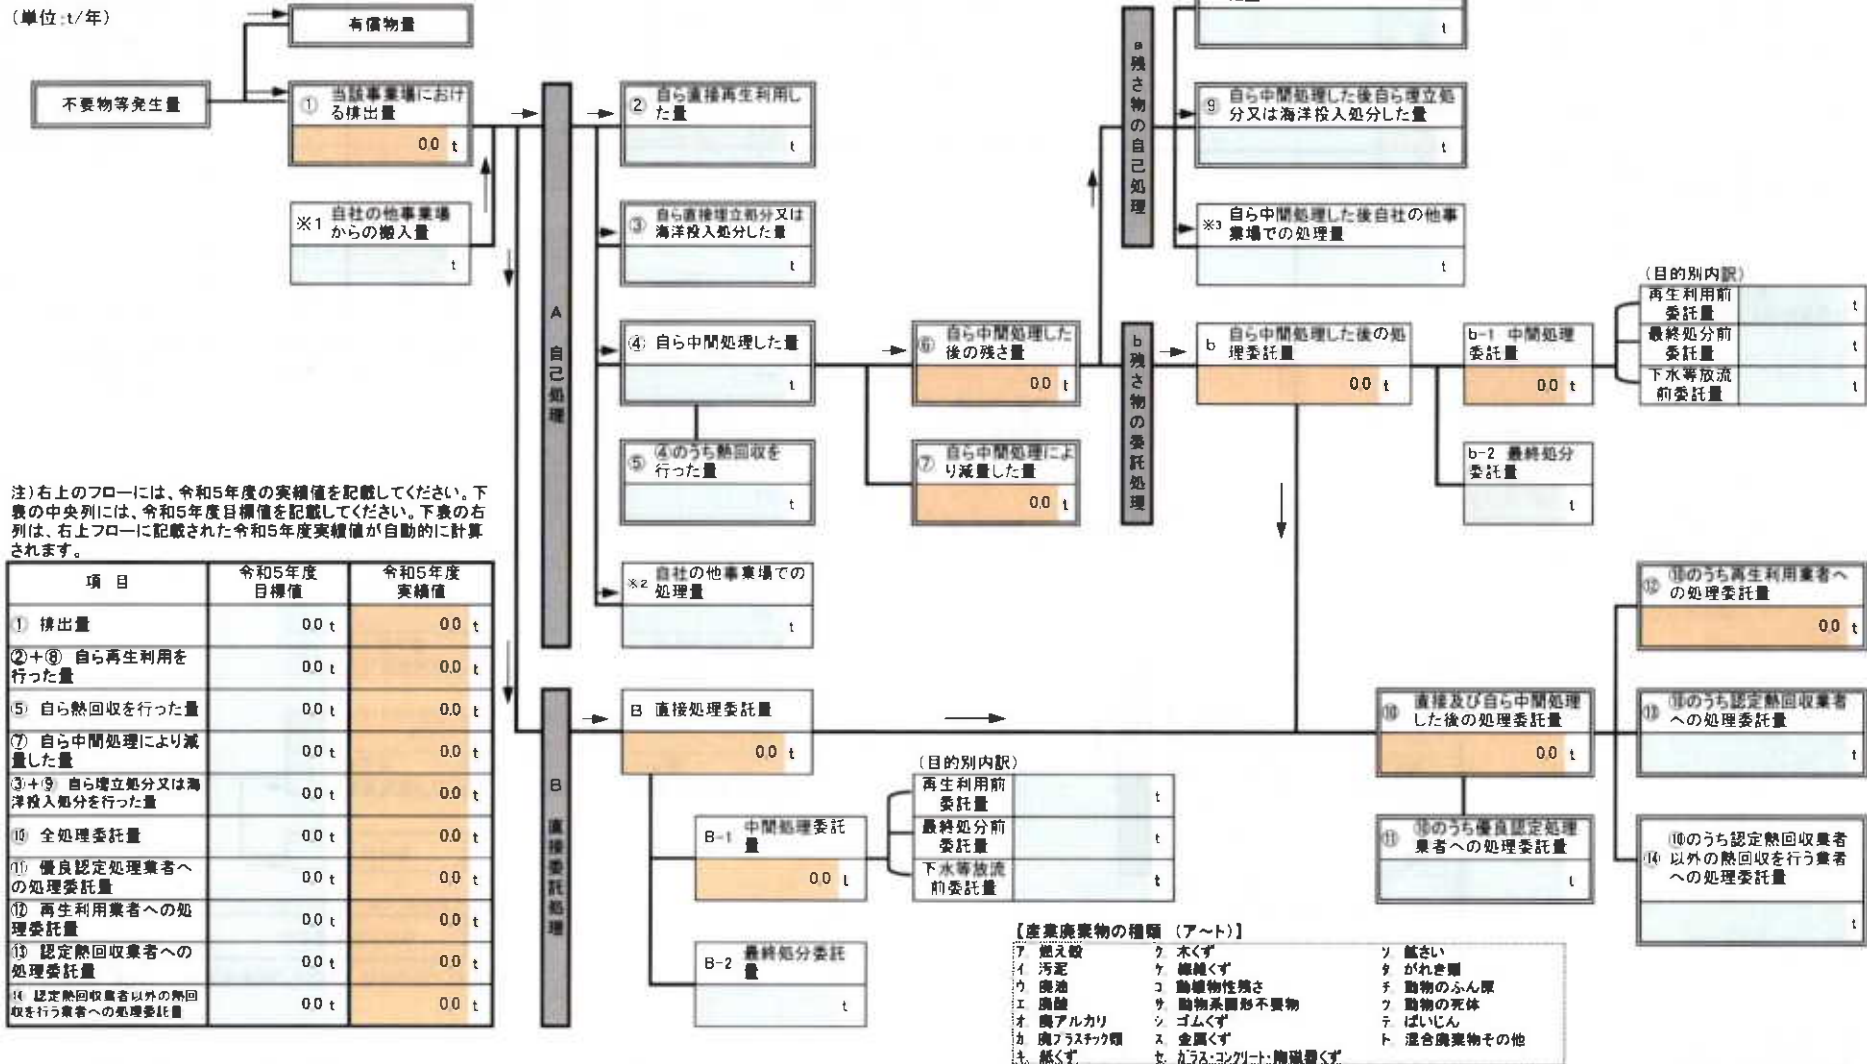 (単位:t/年)
有償物量
不要物等発生量
① 当該事業場におけ
る排出量
0.0 t
※1 自社の他事業場
からの搬入量
t
A 自己処理
② 自ら直接再生利用し
た量
t
③ 自ら直接埋立処分又は
海洋投入処分した量
t
④ 自ら中間処理した量
t
⑤ ④のうち熱回収を
行った量
t
※2 自社の他事業場での
処理量
t
⑥ 自ら中間処理した
後の残さ量
0.0 t
⑦ 自ら中間処理によ
り減量した量
0.0 t
a 残さ物の自己処理
t
⑨ 自ら中間処理した後自ら埋立処
分又は海洋投入処分した量
t
※3 自ら中間処理した後自社の他事
業場での処理量
t
b 残さ物の委託処理
b 自ら中間処理した後の処
理委託量
0.0 t
b-1 中間処理
委託量
0.0 t
(目的別内訳)
再生利用前
委託量 t
最終処分前
委託量 t
下水等放流
前委託量 t
b-2 最終処分
委託量
t
注)右上のフローには、令和5年度の実績値を記載してください。下
表の中央列には、令和5年度目標値を記載してください。下表の右
列は、右上フローに記載された令和5年度実績値が自動的に計算
されます。
項 目 令和5年度 目標値 令和5年度 実績値
① 排出量 0.0 t 0.0 t
②+⑧ 自ら再生利用を
行った量 0.0 t 0.0 t
⑤ 自ら熱回収を行った量 0.0 t 0.0 t
⑦ 自ら中間処理により減
量した量 0.0 t 0.0 t
③+⑨ 自ら埋立処分又は海
洋投入処分を行った量 0.0 t 0.0 t
⑩ 全処理委託量 0.0 t 0.0 t
⑪ 優良認定処理業者へ
の処理委託量 0.0 t 0.0 t
⑫ 再生利用業者への処
理委託量 0.0 t 0.0 t
⑬ 認定熱回収業者への
処理委託量 0.0 t 0.0 t
⑭ 認定熱回収業者以外の熱回
収を行う業者への処理委託量 0.0 t 0.0 t
B 直接委託処理
B 直接処理委託量
0.0 t
B-1 中間処理委託
量
0.0 t
(目的別内訳)
再生利用前
委託量 t
最終処分前
委託量 t
下水等放流
前委託量 t
B-2 最終処分委託
量
t
⑩ 直接及び自ら中間処理
した後の処理委託量
0.0 t
⑪ ⑩のうち優良認定処理
業者への処理委託量
t
⑫ ⑩のうち再生利用業者へ
の処理委託量
0.0 t
⑬ ⑩のうち認定熱回収業者
への処理委託量
t
⑭ ⑩のうち認定熱回収業者
以外の熱回収を行う業者
への処理委託量
t
【産業廃棄物の種類 (ア~ト)】
ア 燃え殻 ク 木くず ソ 鉱さい
イ 汚泥 ケ 繊維くず タ がれき類
ウ 廃油 コ 動植物性残さ チ 動物のふん尿
エ 廃酸 サ 動物系固形不要物 ツ 動物の死体
オ 廃アルカリ シ ゴムくず テ ばいじん
カ 廃プラスチック類 ス 金属くず ト 混合廃棄物その他
キ 紙くず セ ガラス・コンクリート・陶磁器くず